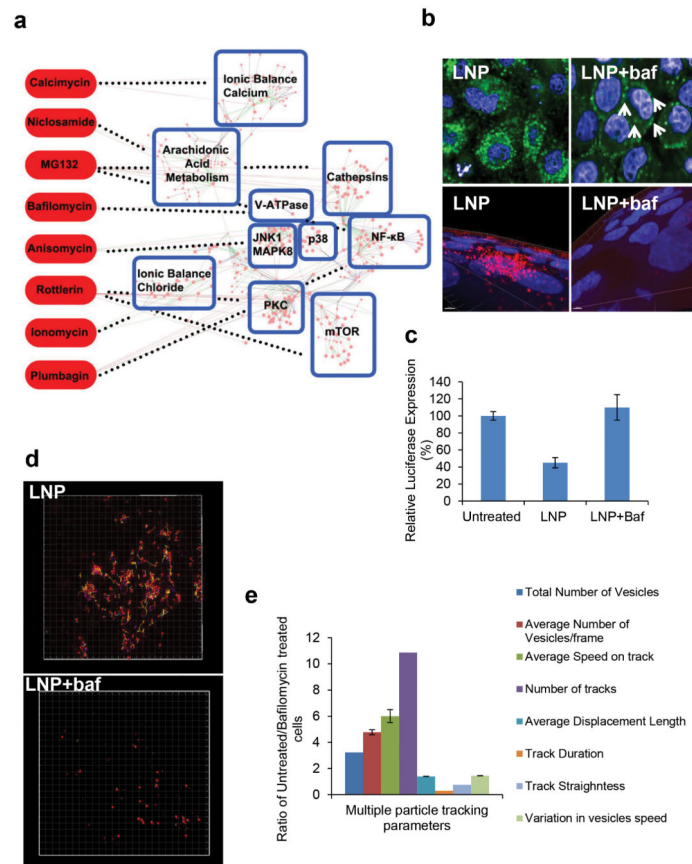 a
Calcimycin
Niclosamide
MG132
Bafilomycin
Anisomycin
Rottlerin
Ionomycin
Plumbagin
Ionic Balance
Calcium
Arachidonic
Acid
Metabolism
Cathepsins
V-ATPase
JNK1
MAPK8
p38
NF-κB
Ionic Balance
Chloride
PKC
mTOR
b
LNP
LNP+baf
LNP
LNP+baf
c
Relative Luciferase Expression
(%)
140
120
100
80
60
40
20
0
Untreated
LNP
LNP+Baf
d
LNP
LNP+baf
e
Ratio of Untreated/Bafilomycin treated
cells
12
10
8
6
4
2
0
Multiple particle tracking
parameters
Total Number of Vesicles
Average Number of
Vesicles/frame
Average Speed on track
Number of tracks
Average Displacement Length
Track Duration
Track Straighntess
Variation in vesicles speed